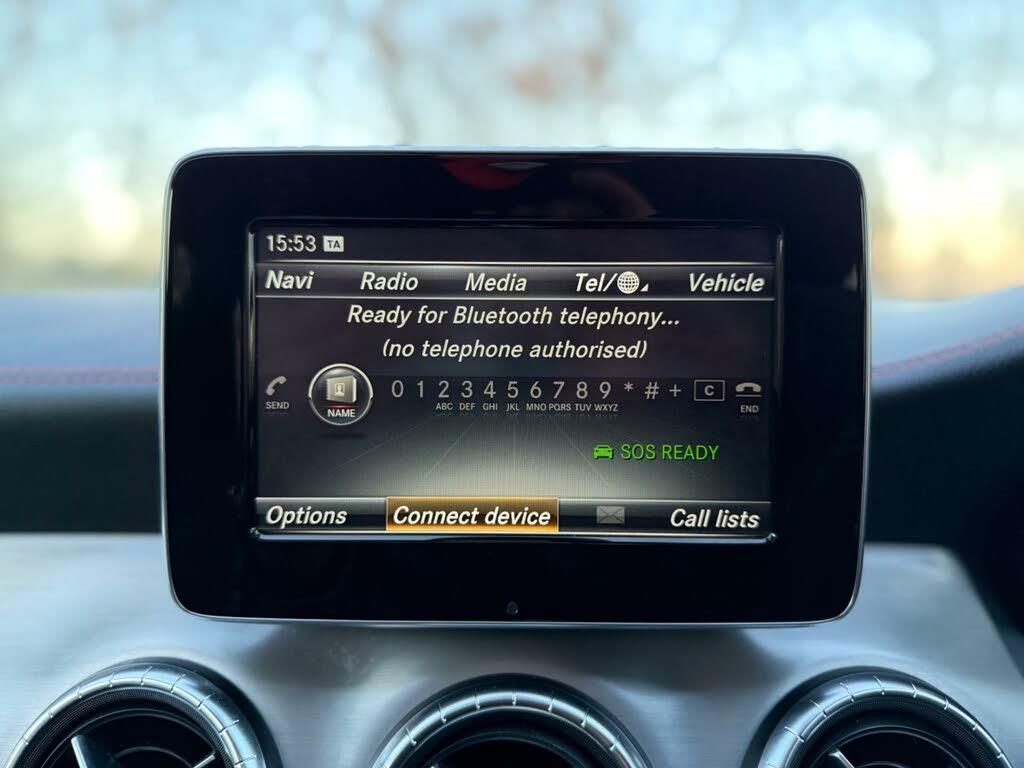 15:53 TA
Navi Radio Media Tel/ Vehicle
Ready for Bluetooth telephony...
(no telephone authorised)
SEND NAME 0 1 2 3 4 5 6 7 8 9 * # + C END
ABC DEF GHI JKL MNO PQRS TUV WXYZ
SOS READY
Options Connect device Call lists